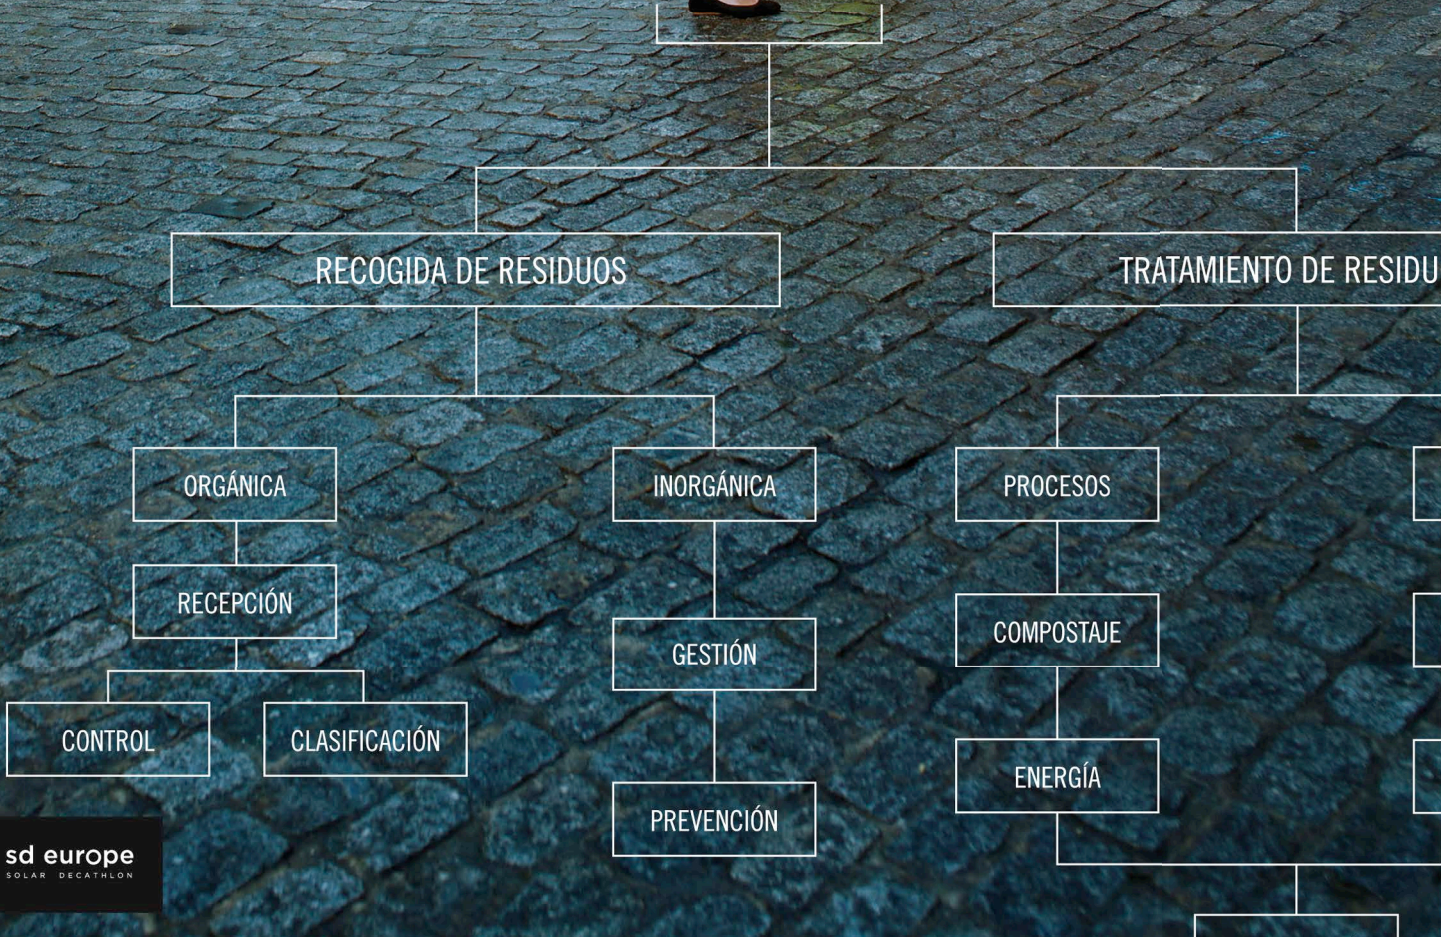 RECOGIDA DE RESIDUOS
TRATAMIENTO DE RESIDU
ORGÁNICA
INORGÁNICA
PROCESOS
RECEPCIÓN
COMPOSTAJE
GESTIÓN
CONTROL
CLASIFICACIÓN
ENERGÍA
PREVENCIÓN
sd europe
SOLAR DECATHLON